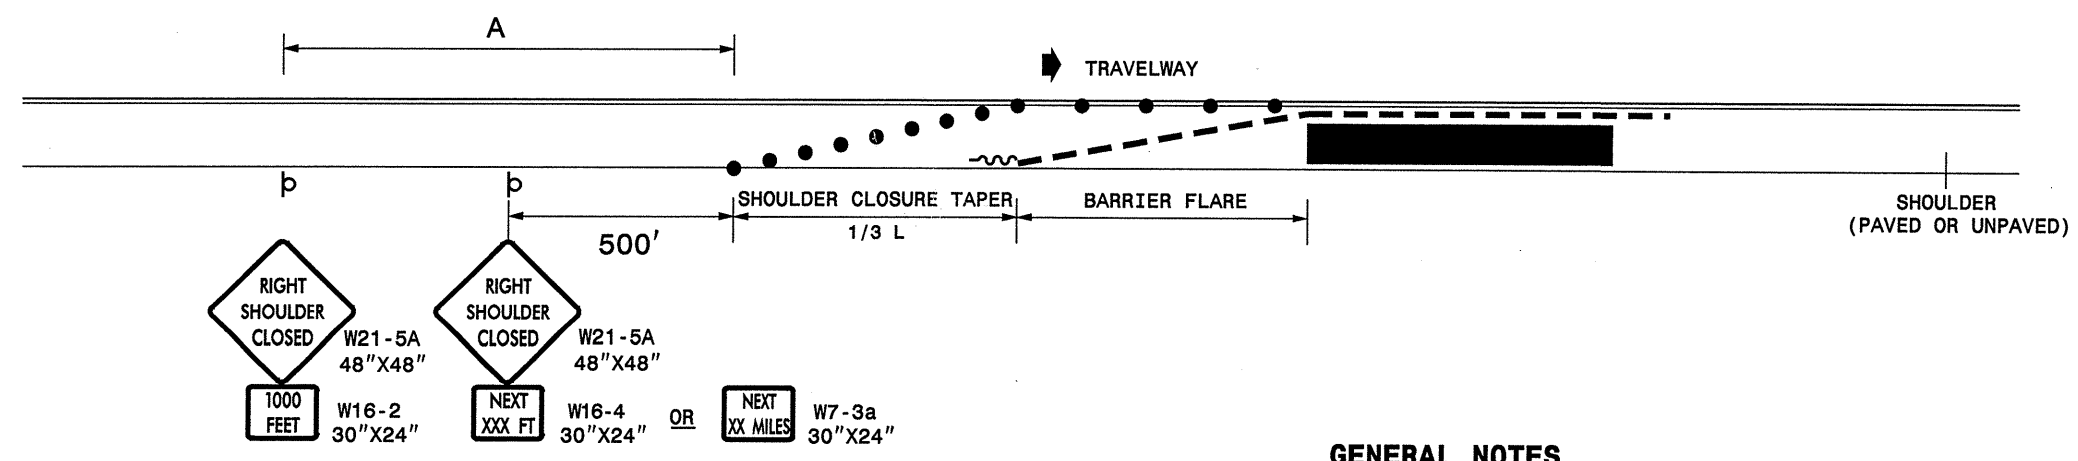 A
TRAVELWAY
SHOULDER CLOSURE TAPER
1/3 L
BARRIER FLARE
500'
SHOULDER
(PAVED OR UNPAVED)
RIGHT
SHOULDER
CLOSED
W21-5A
48"X48"
1000
FEET
W16-2
30"X24"
RIGHT
SHOULDER
CLOSED
W21-5A
48"X48"
NEXT
XXX FT
W16-4
30"X24"
OR
NEXT
XX MILES
W7-3a
30"X24"
GENERAL NOTES